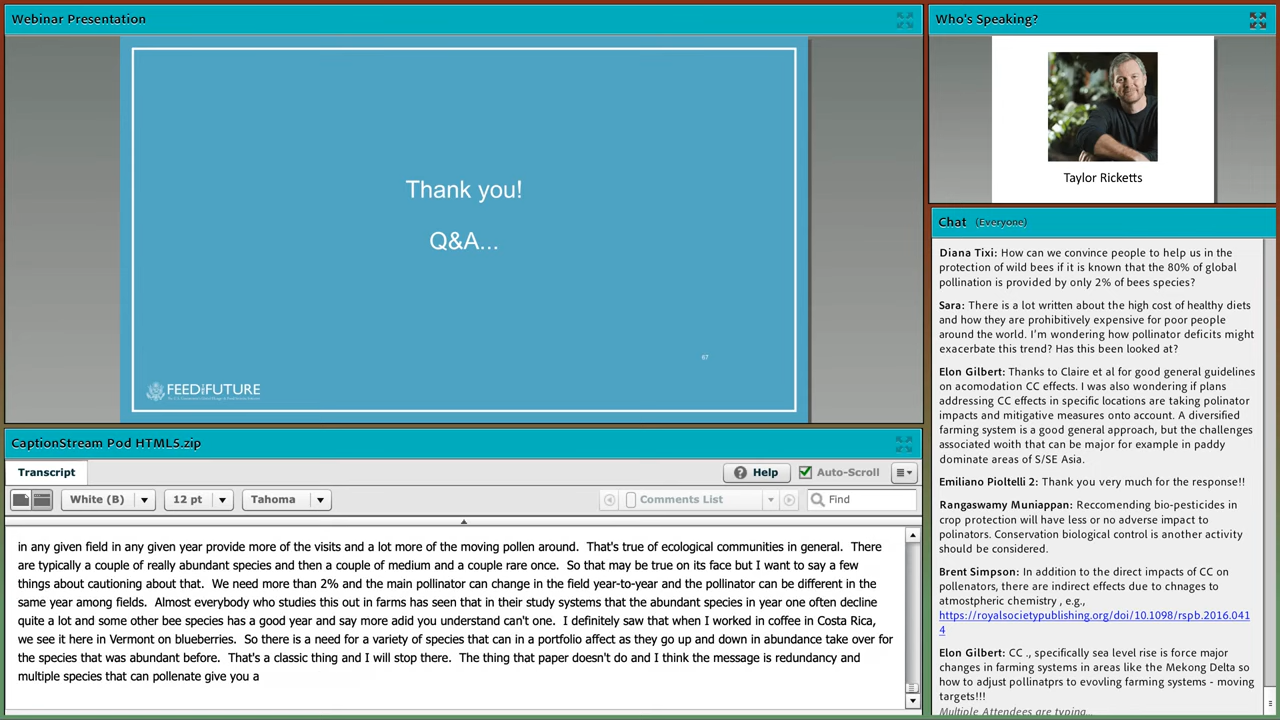 Webinar Presentation
Thank you!
Q&A...
67
FEED THE FUTURE
Who's Speaking?
Taylor Ricketts
CaptionStream Pod HTML5.zip
Transcript
Help
Auto-Scroll
White (B)
12 pt
Tahoma
Comments List
Find
in any given field in any given year provide more of the visits and a lot more of the moving pollen around. That's true of ecological communities in general. There
are typically a couple of really abundant species and then a couple of medium and a couple rare once. So that may be true on its face but I want to say a few
things about cautioning about that. We need more than 2% and the main pollinator can change in the field year-to-year and the pollinator can be different in the
same year among fields. Almost everybody who studies this out in farms has seen that in their study systems that the abundant species in year one often decline
quite a lot and some other bee species has a good year and say well, adid you understand can't one. I definitely saw that when I worked in coffee in Costa Rica,
we see it here in Vermont on blueberries. So there is a need for a variety of species that can in a portfolio affect as they go up and down in abundance take over for
the species that was abundant before. That's a classic thing and I will stop there. The thing that paper doesn't do and I think the message is redundancy and
multiple species that can pollenate give you a
Chat (Everyone)
Diana Tixi: How can we convince people to help us in the
protection of wild bees if it is known that the 80% of global
pollination is provided by only 2% of bees species?
Sara: There is a lot written about the high cost of healthy diets
and how they are prohibitively expensive for poor people
around the world. I'm wondering how pollinator deficits might
exacerbate this trend? Has this been looked at?
Elon Gilbert: Thanks to Claire et al for good general guidelines
on acomodation CC effects. I was also wondering if plans
addressing CC effects in specific locations are taking polinator
impacts and mitigative measures onto account. A diversified
farming system is a good general approach, but the challenges
associated woith that can be major for example in paddy
dominate areas of S/SE Asia.
Emiliano Pioltelli 2: Thank you very much for the response!!
Rangaswamy Muniappan: Reccomending bio-pesticides in
crop protection will have less or no adverse impact to
polinators. Conservation biological control is another activity
should be considered.
Brent Simpson: In addition to the direct impacts of CC on
pollenators, there are indirect effects due to chnages to
atmostpheric chemistry , e.g.,
https://royalsocietypublishing.org/doi/10.1098/rspb.2016.041
4
Elon Gilbert: CC ., specifically sea level rise is force major
changes in farming systems in areas like the Mekong Delta so
how to adjust pollinatprs to evovling farming systems - moving
targets!!!
Multiple Attendees are typing...